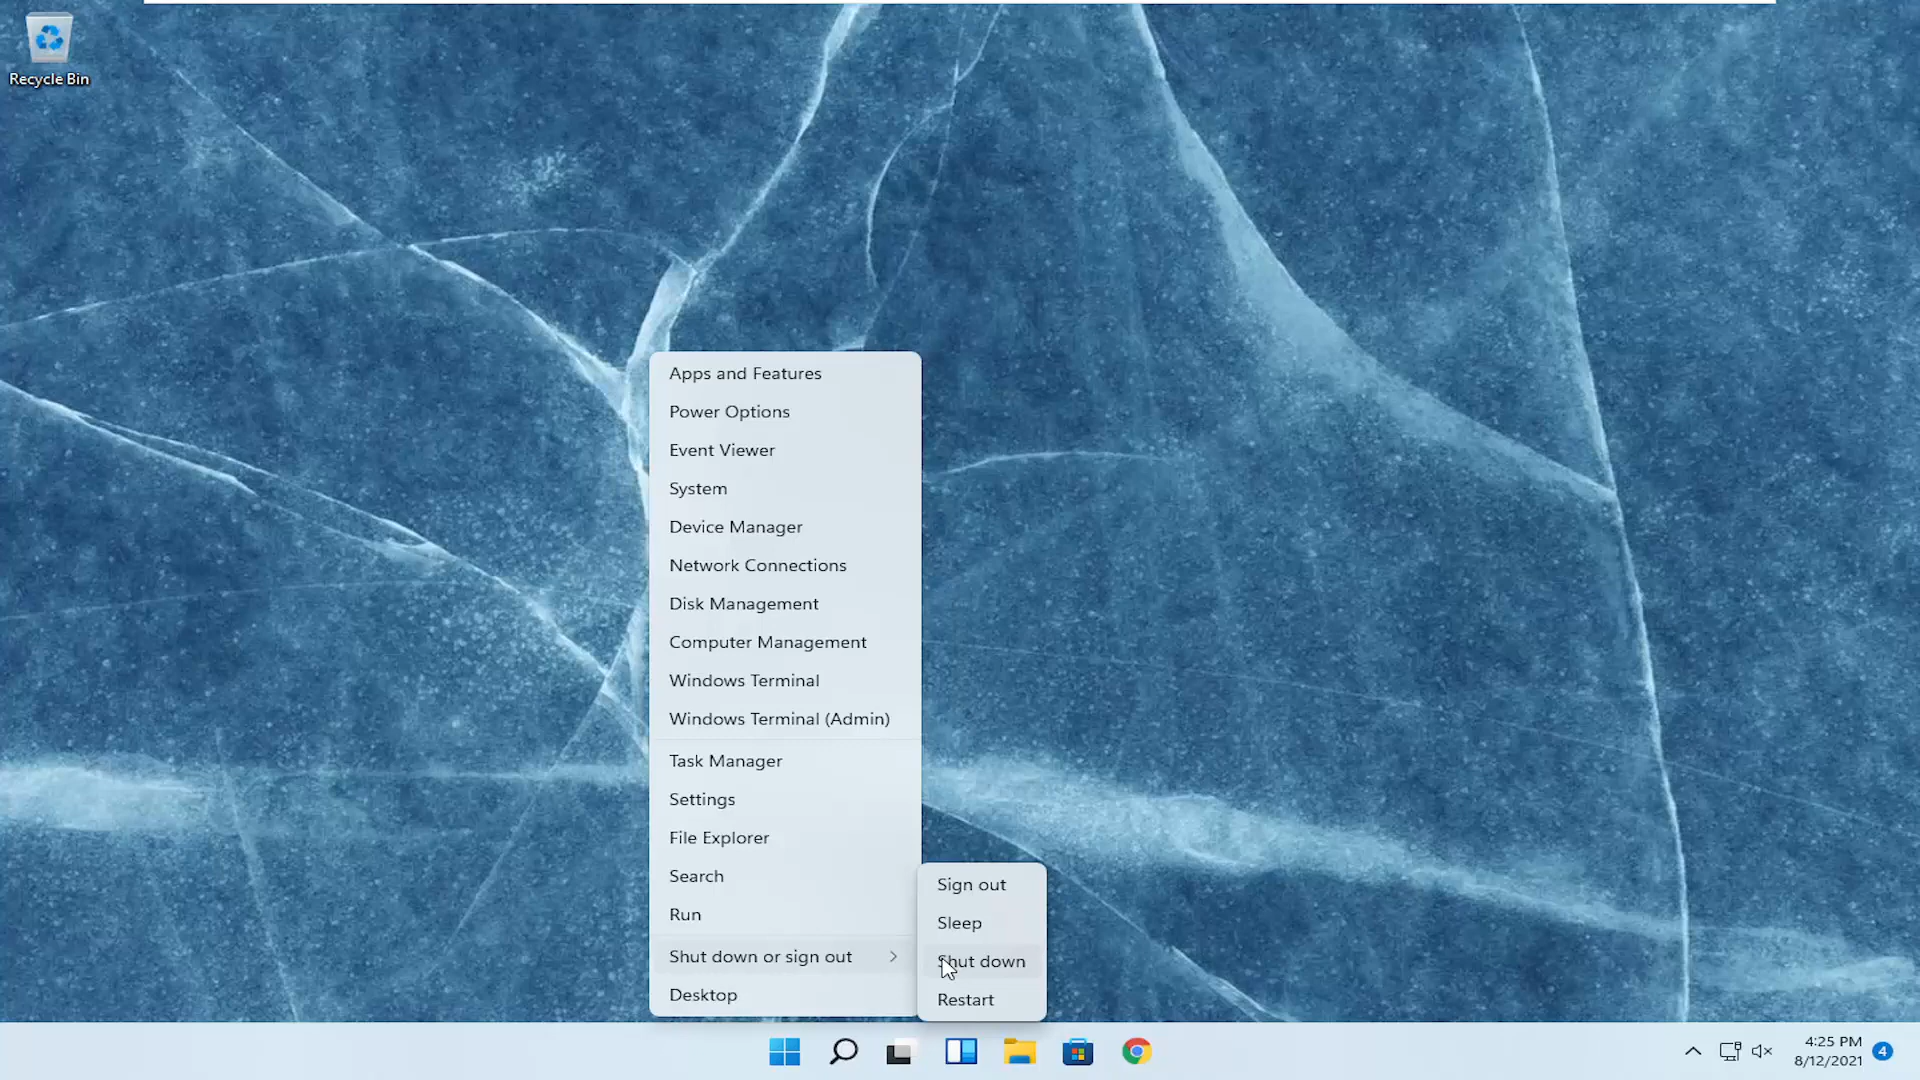 Recycle Bin
Apps and Features
Power Options
Event Viewer
System
Device Manager
Network Connections
Disk Management
Computer Management
Windows Terminal
Windows Terminal (Admin)
Task Manager
Settings
File Explorer
Search
Run
Shut down or sign out
Desktop
Sign out
Sleep
Shut down
Restart
4:25 PM
8/12/2021
4